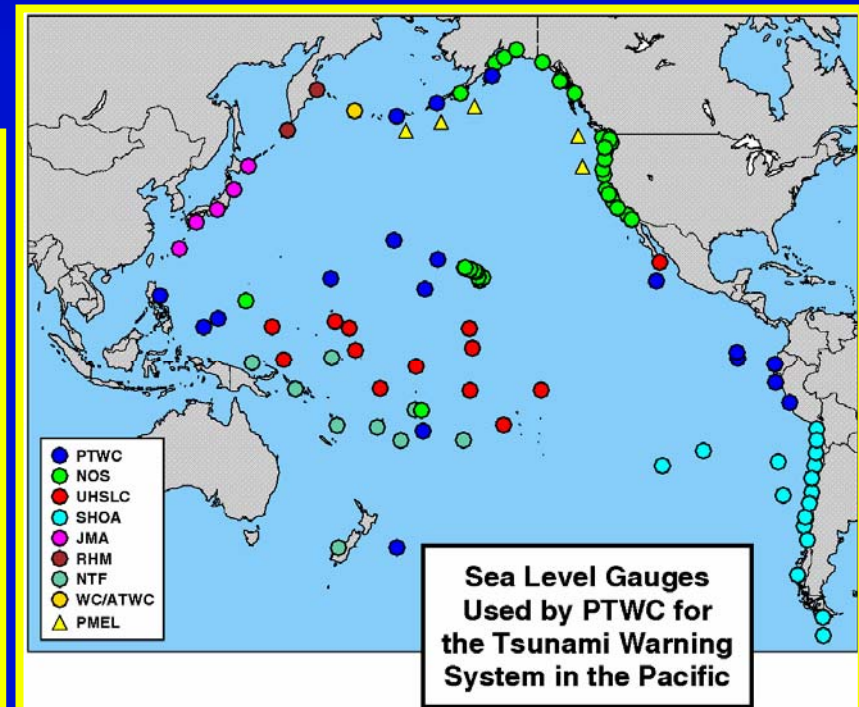 PTWC
NOS
UHSLC
SHOA
JMA
RHM
NTF
WC/ATWC
PMEL
Sea Level Gauges
Used by PTWC for
the Tsunami Warning
System in the Pacific